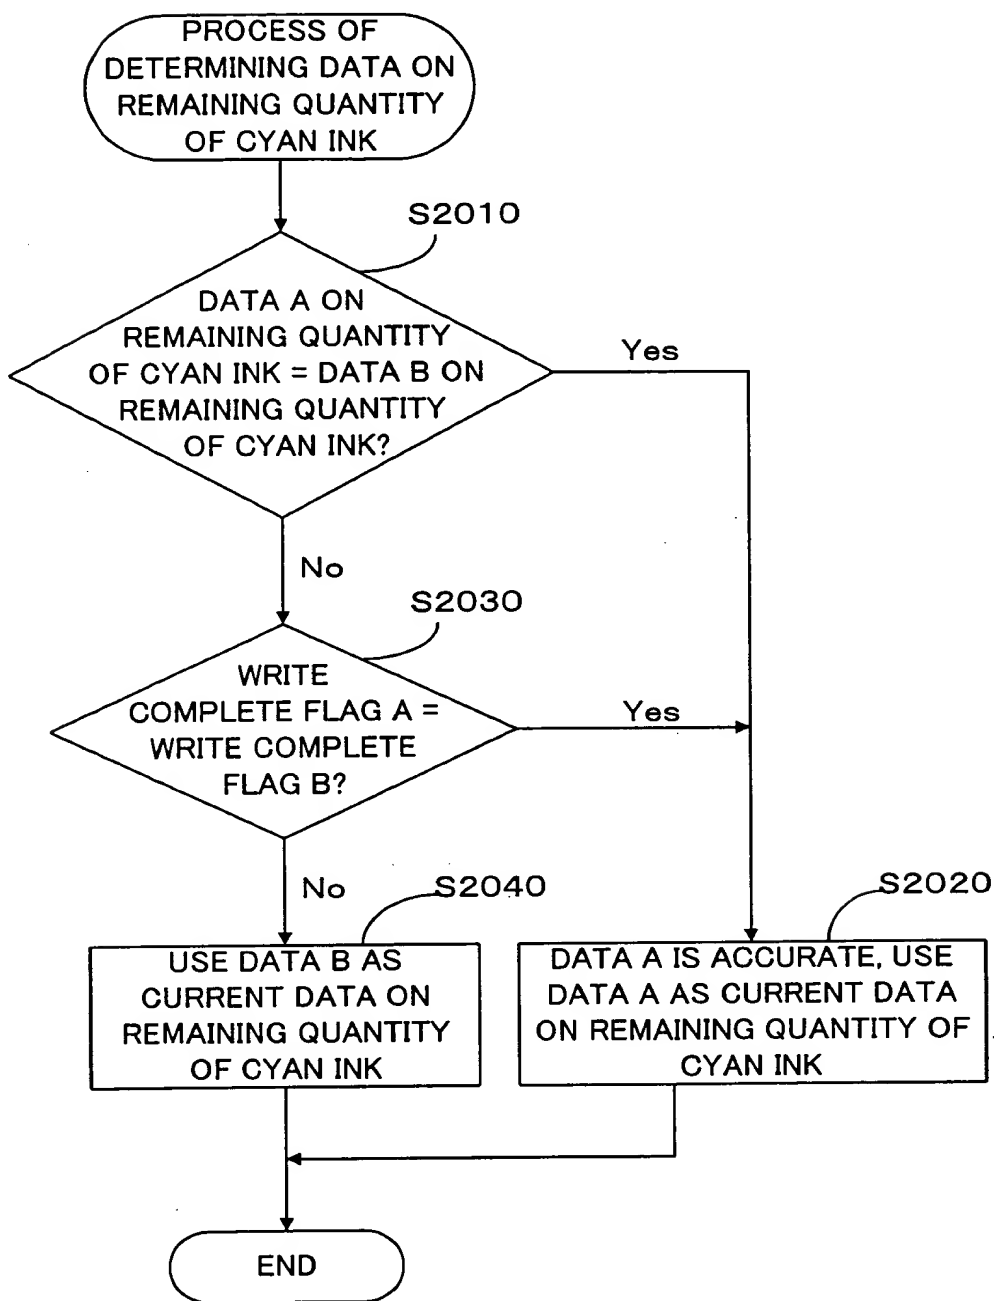 PROCESS OF
DETERMINING DATA ON
REMAINING QUANTITY
OF CYAN INK
S2010
DATA A ON
REMAINING QUANTITY
OF CYAN INK = DATA B ON
REMAINING QUANTITY
OF CYAN INK?
Yes
No
S2030
WRITE
COMPLETE FLAG A =
WRITE COMPLETE
FLAG B?
Yes
No
S2040
S2020
USE DATA B AS
CURRENT DATA ON
REMAINING QUANTITY
OF CYAN INK
DATA A IS ACCURATE, USE
DATA A AS CURRENT DATA
ON REMAINING QUANTITY OF
CYAN INK
END